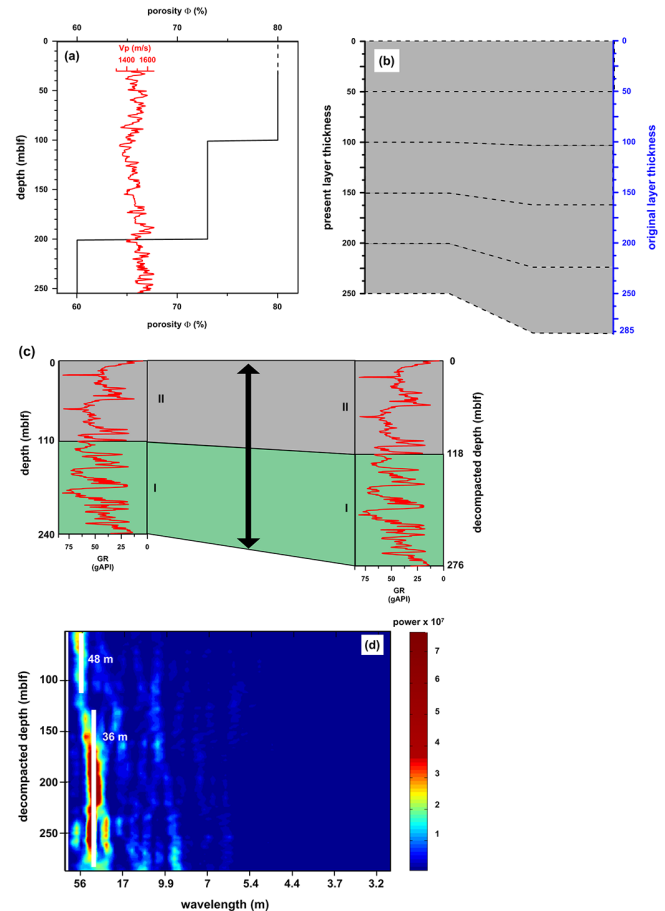 porosity Φ (%)
60 70 80
(a)
Vp (m/s)
1400 1600
0
50
100
150
200
250
depth (mblf)
60 70 80
porosity Φ (%)
(b)
0
50
100
150
200
250
present layer thickness
0
50
100
150
200
250
285
original layer thickness
(c)
0
110
240
depth (mblf)
II
I
75 50 25 0
GR
(gAPI)
II
I
0
118
276
decompacted depth (mblf)
75 50 25 0
GR
(gAPI)
(d)
48 m
36 m
100
150
200
250
decompacted depth (mblf)
56 17 9.9 7 5.4 4.4 3.7 3.2
wavelength (m)
power x 10⁷
7
6
5
4
3
2
1